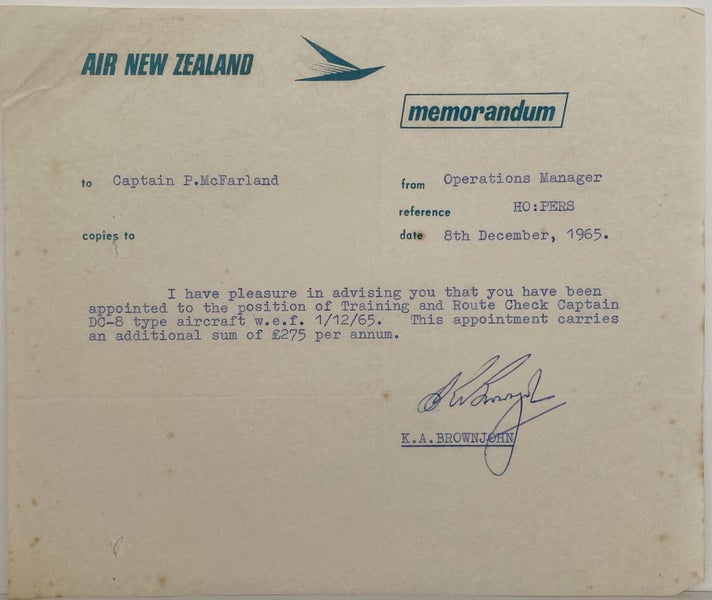 AIR NEW ZEALAND
memorandum
to Captain P.McFarland
from Operations Manager
reference HO:PERS
copies to
date 8th December, 1965.
I have pleasure in advising you that you have been
appointed to the position of Training and Route Check Captain
DC-8 type aircraft w.e.f. 1/12/65. This appointment carries
an additional sum of £275 per annum.
K.A.BROWNJOHN